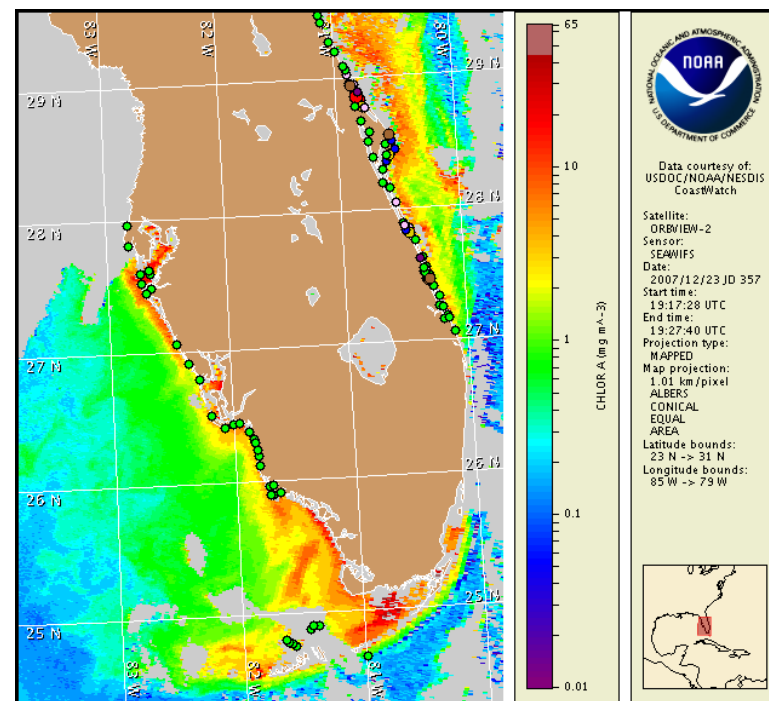 83 W
82 W
81 W
80 W
29 N
29 N
28 N
28 N
27 N
27 N
26 N
26 N
25 N
25 N
83 W
82 W
81 W
65
10
1
0.1
0.01
CHLOR A (mg m^-3)
NATIONAL OCEANIC AND ATMOSPHERIC ADMINISTRATION
NOAA
U.S. DEPARTMENT OF COMMERCE
Data courtesy of:
USDOC/NOAA/NESDIS
CoastWatch
Satellite:
ORBVIEW-2
Sensor:
SEAWIFS
Date:
2007/12/23 JD 357
Start time:
19:17:28 UTC
End time:
19:27:40 UTC
Projection type:
MAPPED
Map projection:
1.01 km/pixel
ALBERS
CONICAL
EQUAL
AREA
Latitude bounds:
23 N -> 31 N
Longitude bounds:
85 W -> 79 W